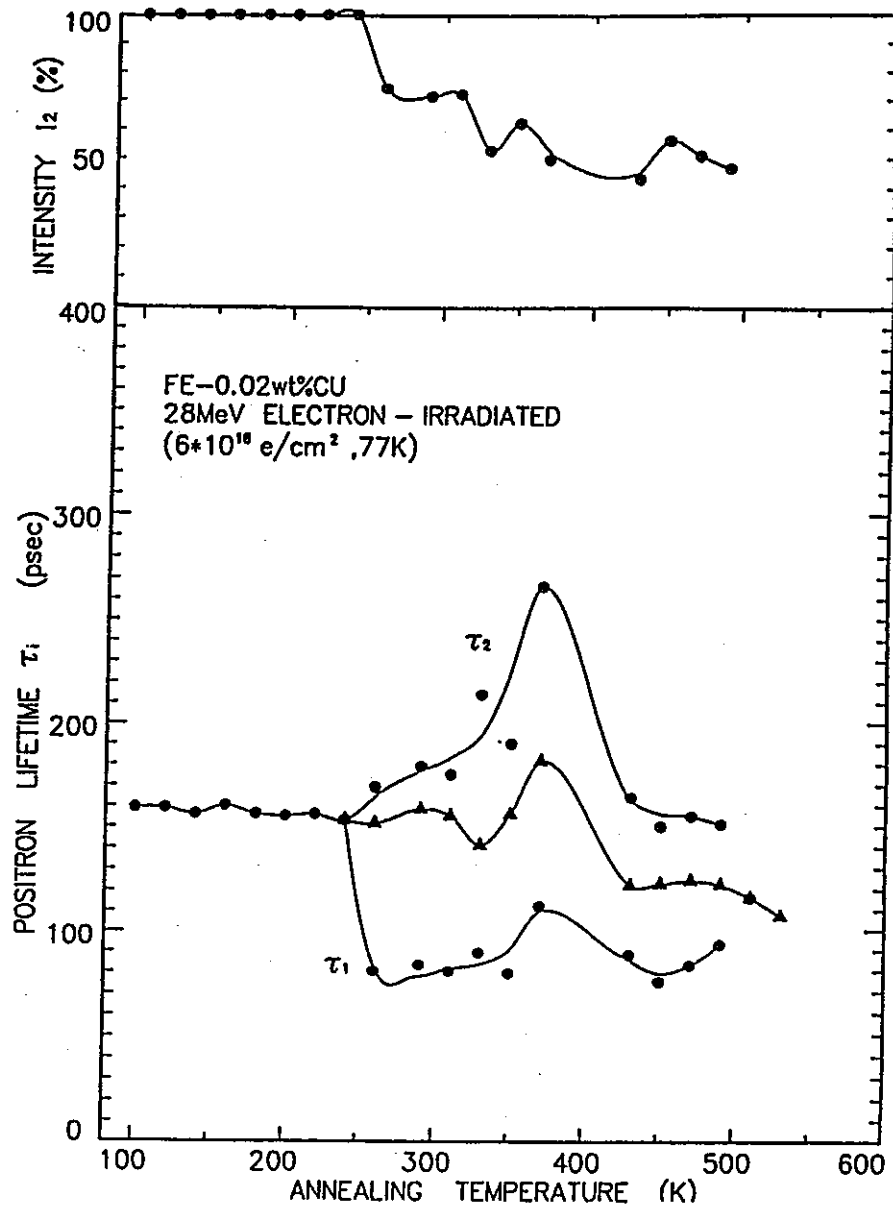 100
50
INTENSITY I₂ (%)
400
FE-0.02wt%CU
28MeV ELECTRON – IRRADIATED
(6*10¹⁸ e/cm² ,77K)
300
200
100
0
POSITRON LIFETIME τᵢ (psec)
τ₂
τ₁
100 200 300 400 500 600
ANNEALING TEMPERATURE (K)